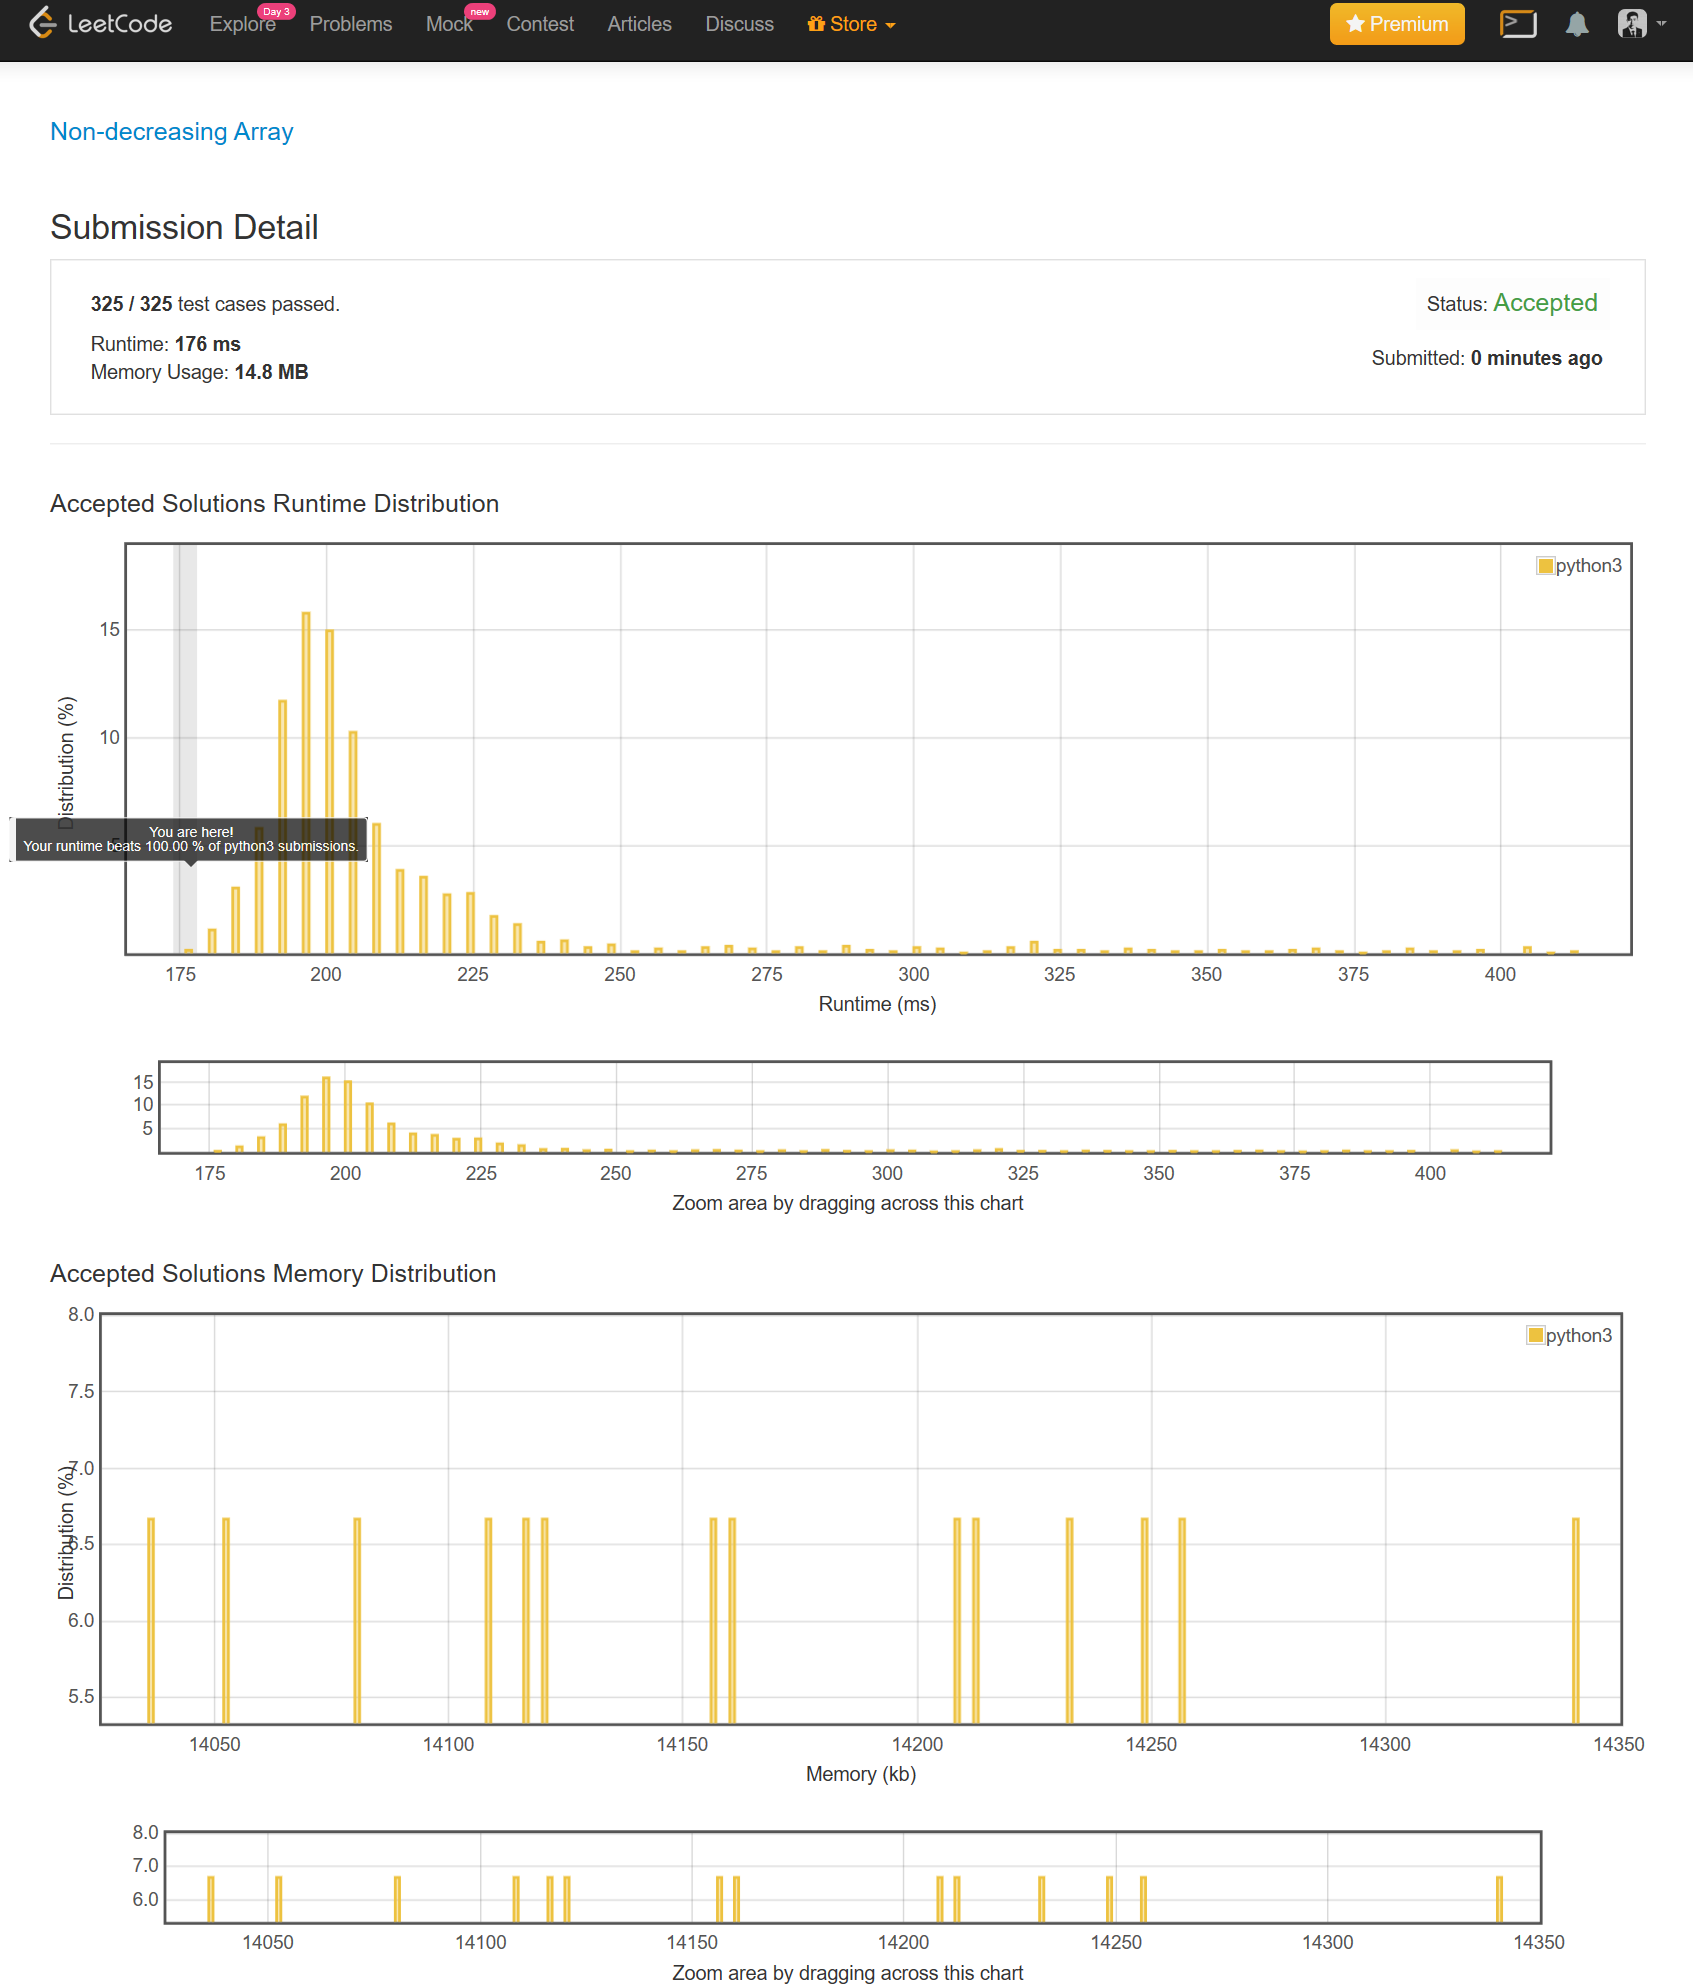 LeetCode
Explore
Day 3
Problems
Mock
new
Contest
Articles
Discuss
Store
Premium
Non-decreasing Array
Submission Detail
325 / 325 test cases passed.
Status: Accepted
Runtime: 176 ms
Memory Usage: 14.8 MB
Submitted: 0 minutes ago
Accepted Solutions Runtime Distribution
python3
15
10
5
Distribution (%)
You are here!
Your runtime beats 100.00 % of python3 submissions.
175 200 225 250 275 300 325 350 375 400
Runtime (ms)
15
10
5
175 200 225 250 275 300 325 350 375 400
Zoom area by dragging across this chart
Accepted Solutions Memory Distribution
python3
8.0
7.5
7.0
6.5
6.0
5.5
Distribution (%)
14050 14100 14150 14200 14250 14300 14350
Memory (kb)
8.0
7.0
6.0
14050 14100 14150 14200 14250 14300 14350
Zoom area by dragging across this chart